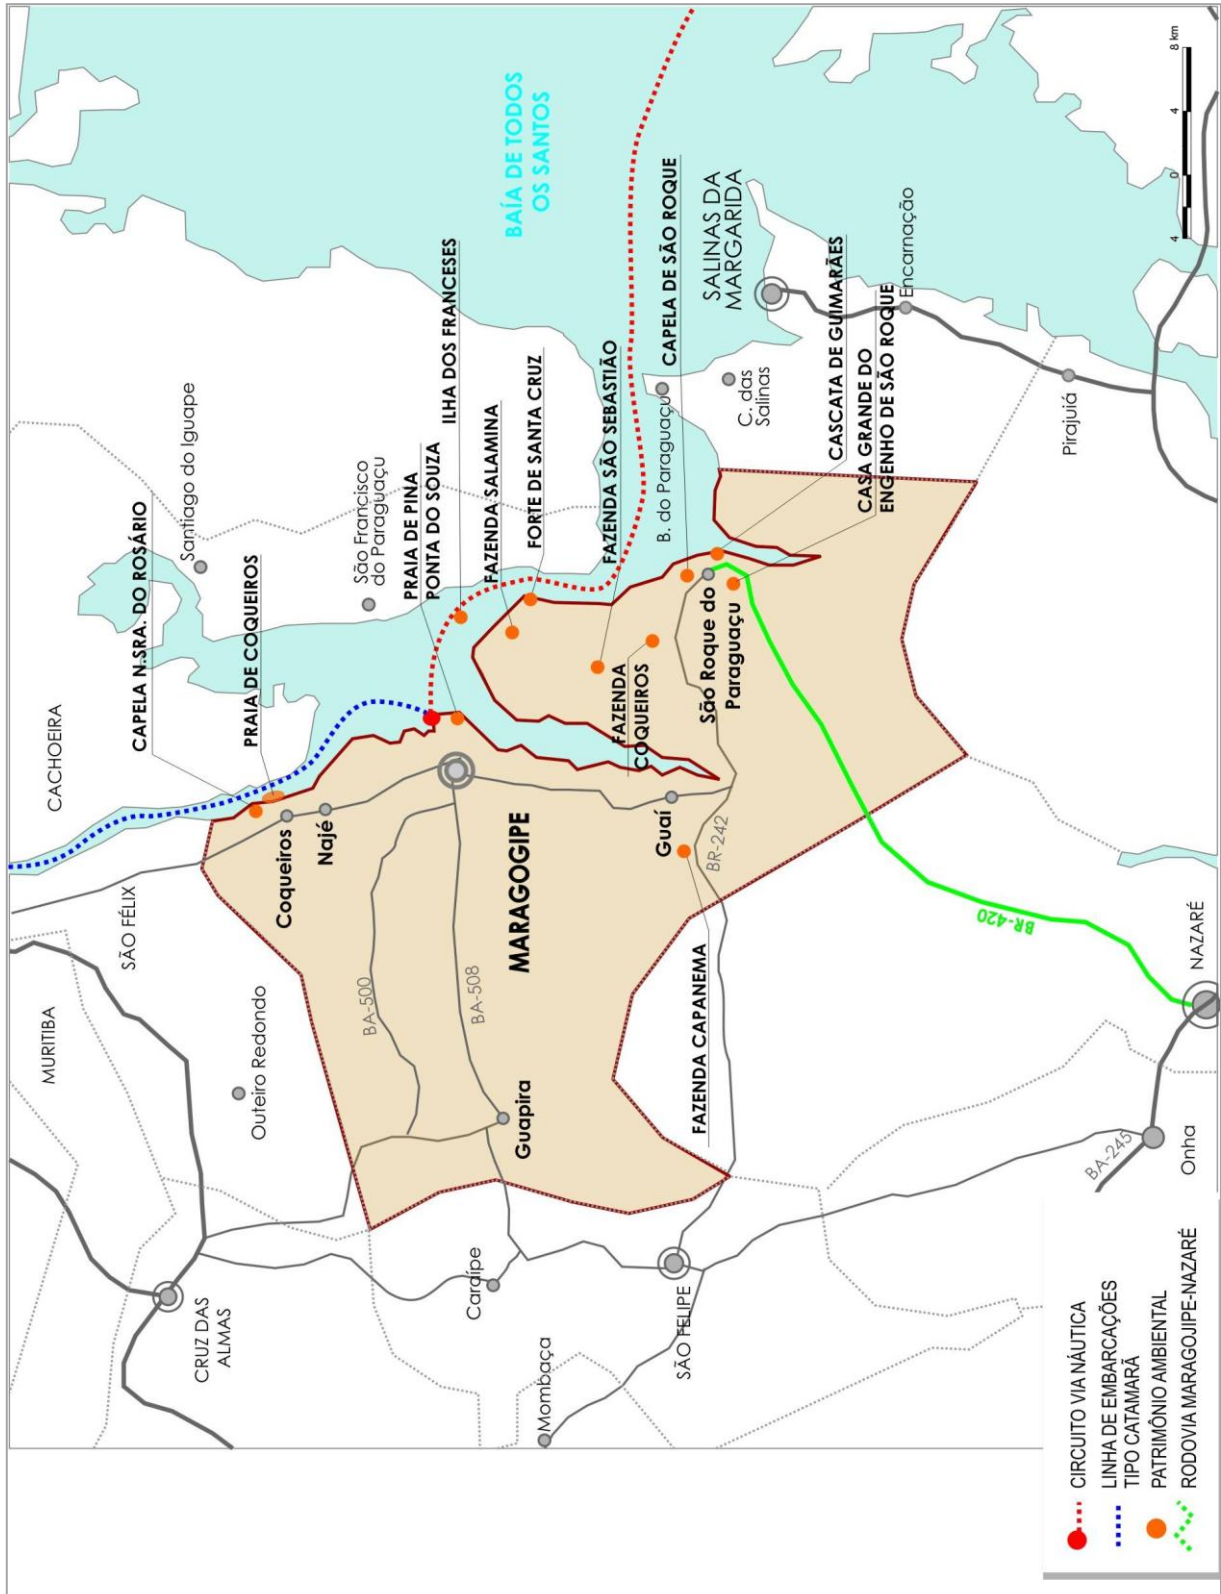 CACHOEIRA
CAPELA N.SRA. DO ROSÁRIO
PRAIA DE COQUEIROS
Santiago do Iguape
São Francisco
do Paraguaçu
PRAIA DE PINA
PONTA DO SOUZA
ILHA DOS FRANCESES
FAZENDA SALAMINA
FORTE DE SANTA CRUZ
FAZENDA SÃO SEBASTIÃO
BAÍA DE TODOS
OS SANTOS
B. do Paraguaçu
CAPELA DE SÃO ROQUE
SALINAS DA
MARGARIDA
C. das
Salinas
CASCATA DE GUIMARÃES
CASA GRANDE DO
ENGENHO DE SÃO ROQUE
Encarnação
Pirajuiá
4 0 4 8 km
MURITIBA
SÃO FÉLIX
Outeiro Redondo
Coqueiros
Najé
MARAGOGIPE
BA-500
BA-508
Guapira
Guaí
BR-242
FAZENDA
COQUEIROS
São Roque do
Paraguaçu
FAZENDA CAPANEMA
BR-420
NAZARÉ
Onha
BA-245
CRUZ DAS
ALMAS
Caraípe
Mombaça
SÃO FELIPE
CIRCUITO VIA NÁUTICA
LINHA DE EMBARCAÇÕES
TIPO CATAMARÃ
PATRIMÔNIO AMBIENTAL
RODOVIA MARAGOJIPE-NAZARÉ